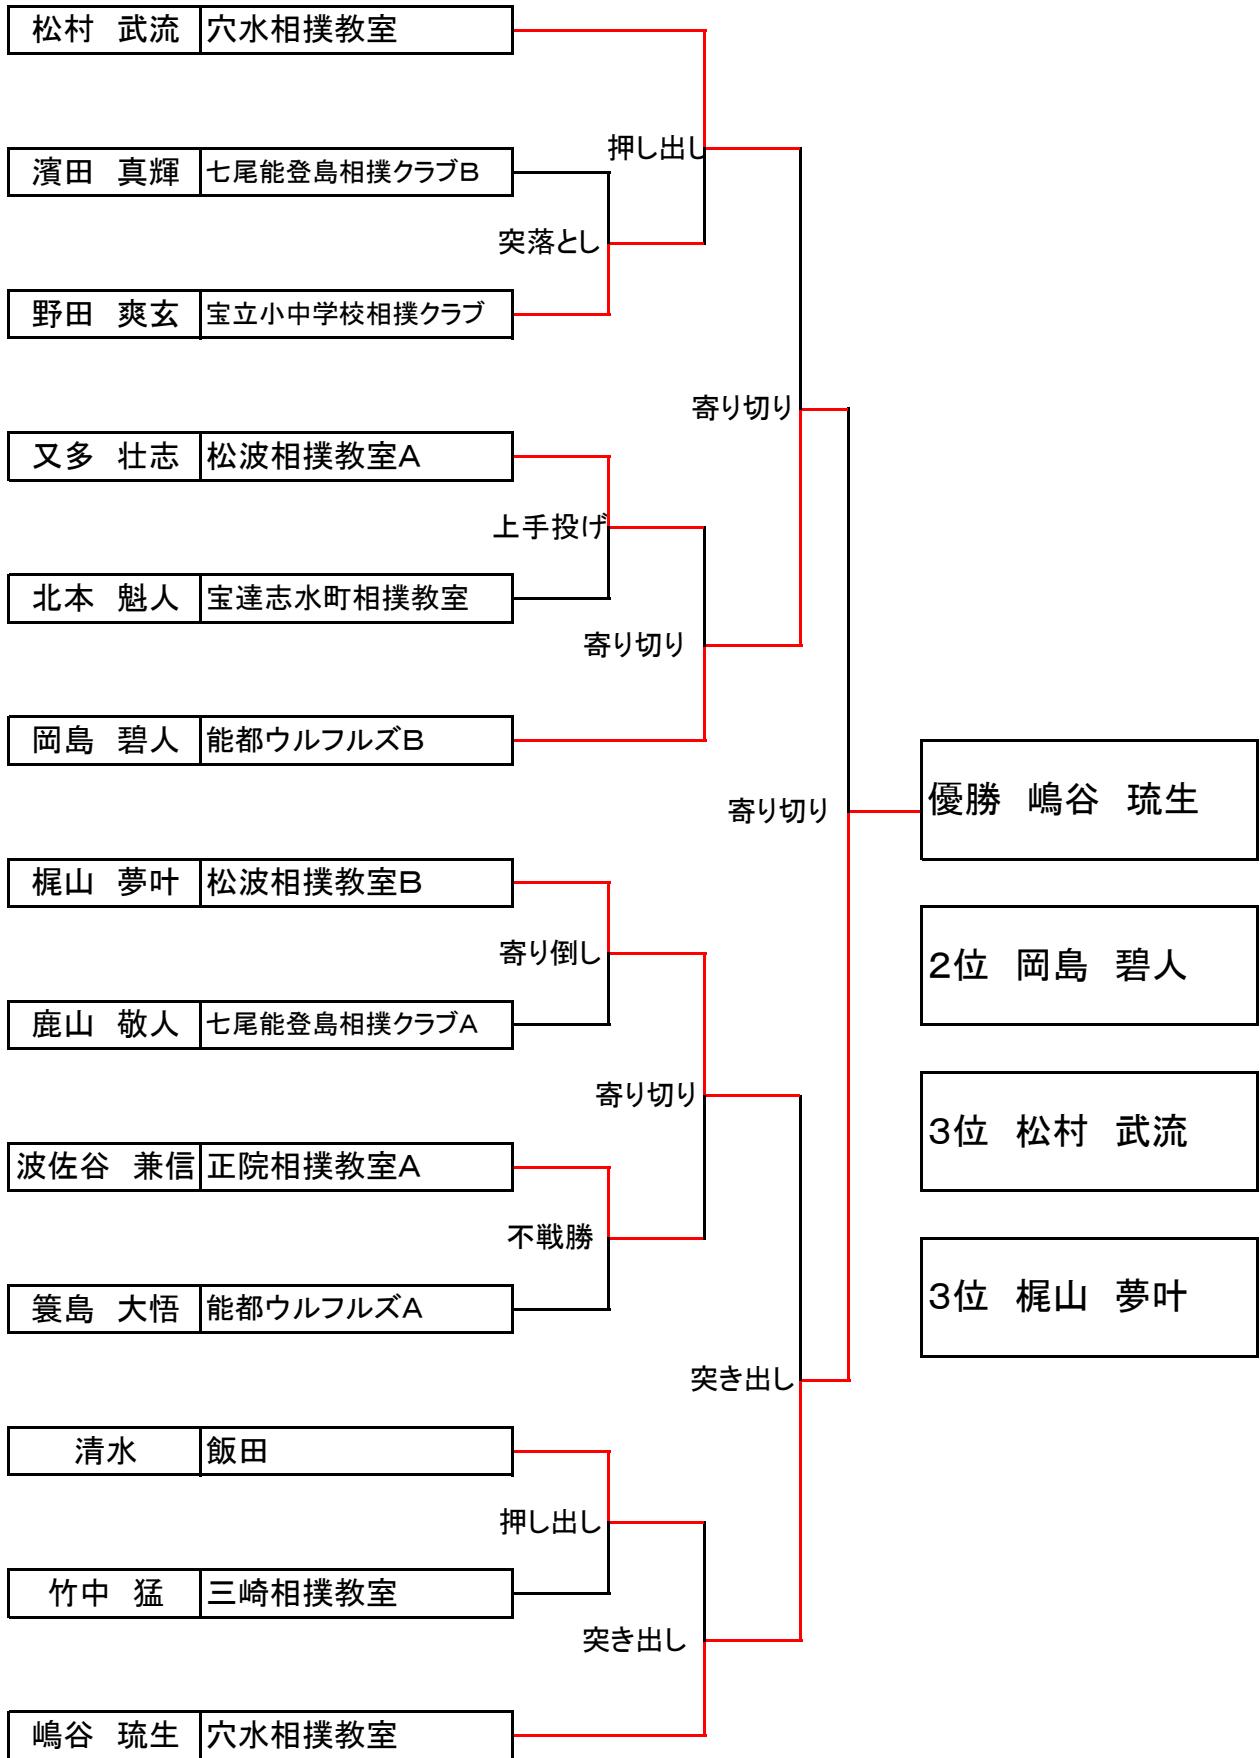 松村　武流 穴水相撲教室
押し出し
濱田　真輝 七尾能登島相撲クラブB
突落とし
野田　爽玄 宝立小中学校相撲クラブ
寄り切り
又多　壮志 松波相撲教室A
上手投げ
北本　魁人 宝達志水町相撲教室
寄り切り
岡島　碧人 能都ウルフルズB
優勝　嶋谷　琉生
寄り切り
梶山　夢叶 松波相撲教室B
寄り倒し
2位　岡島　碧人
鹿山　敬人 七尾能登島相撲クラブA
寄り切り
3位　松村　武流
波佐谷　兼信 正院相撲教室A
不戦勝
簑島　大悟 能都ウルフルズA
3位　梶山　夢叶
突き出し
清水 飯田
押し出し
竹中　猛 三崎相撲教室
突き出し
嶋谷　琉生 穴水相撲教室